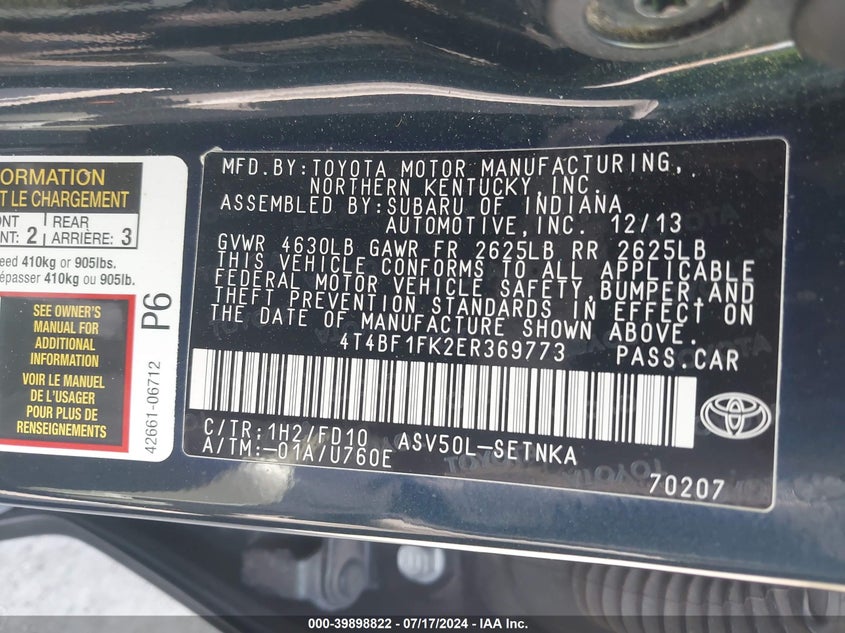 ORMATION
T LE CHARGEMENT
ONT REAR
NT: 2 ARRIÈRE: 3
eed 410kg or 905lbs.
épasser 410kg ou 905lb.
SEE OWNER'S
MANUAL FOR
ADDITIONAL
INFORMATION
VOIR LE MANUEL
DE L'USAGER
POUR PLUS DE
RENSEIGNEMENTS
P6
42661-06712
MFD.BY:TOYOTA MOTOR MANUFACTURING,
NORTHERN KENTUCKY, INC.
ASSEMBLED BY:SUBARU OF INDIANA
AUTOMOTIVE,INC. 12/13
GVWR 4630LB GAWR FR 2625LB RR 2625LB
THIS VEHICLE CONFORMS TO ALL APPLICABLE
FEDERAL MOTOR VEHICLE SAFETY,BUMPER,AND
THEFT PREVENTION STANDARDS IN EFFECT ON
THE DATE OF MANUFACTURE SHOWN ABOVE.
4T4BF1FK2ER369773 PASS.CAR
C/TR:1H2/FD10 ASV50L-SETNKA
A/TM:-01A/U760E
70207
000-39898822 - 07/17/2024 - IAA Inc.